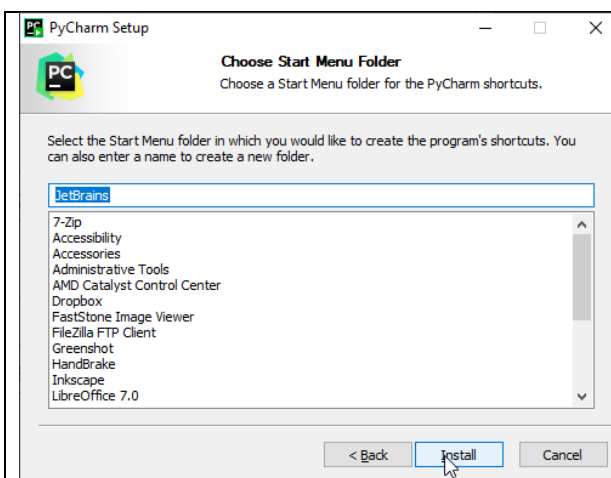 PC PyCharm Setup
PC
Choose Start Menu Folder
Choose a Start Menu folder for the PyCharm shortcuts.
Select the Start Menu folder in which you would like to create the program's shortcuts. You
can also enter a name to create a new folder.
JetBrains
7-Zip
Accessibility
Accessories
Administrative Tools
AMD Catalyst Control Center
Dropbox
FastStone Image Viewer
FileZilla FTP Client
Greenshot
HandBrake
Inkscape
LibreOffice 7.0
< Back
Install
Cancel